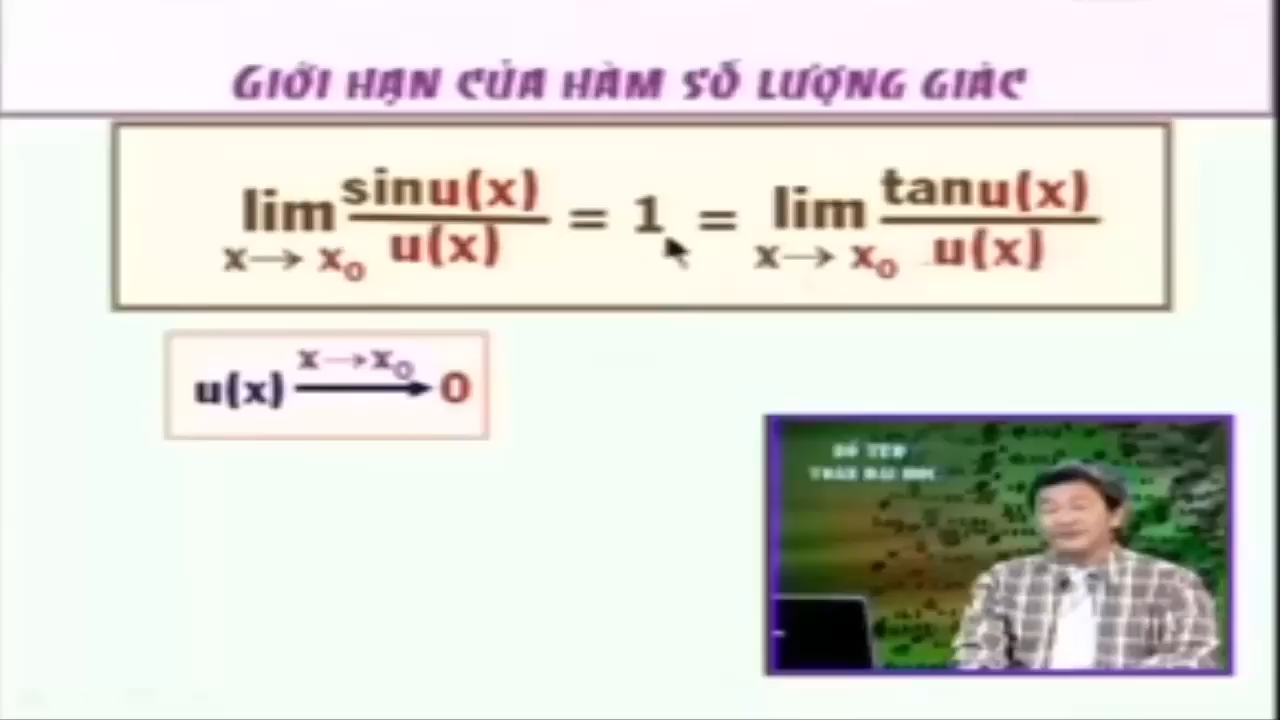 GIỚI HẠN CỦA HÀM SỐ LƯỢNG GIÁC
lim sinu(x)/u(x) = 1 = lim tanu(x)/u(x)
x→ x₀ x→ x₀
x→x₀
u(x) → 0